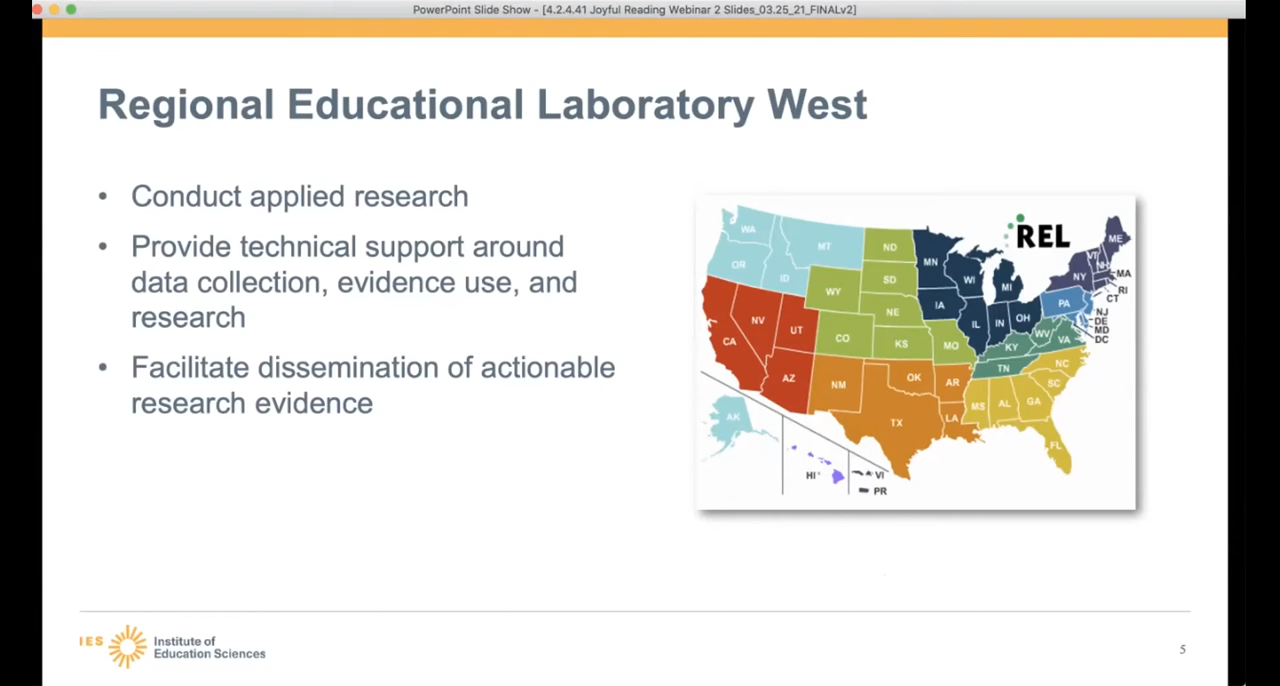 PowerPoint Slide Show - [4.2.4.41 Joyful Reading Webinar 2 Slides_03.25_21_FINALv2]
Regional Educational Laboratory West
• Conduct applied research
• Provide technical support around
data collection, evidence use, and
research
• Facilitate dissemination of actionable
research evidence
REL
WA
MT
ND
MN
ME
OR
ID
SD
WI
MI
VT
NH
NY
MA
RI
CT
WY
IA
PA
NE
NJ
DE
MD
DC
NV
UT
CO
KS
MO
IL
IN
OH
WV
VA
KY
CA
AZ
NM
OK
AR
TN
NC
SC
MS
AL
GA
TX
LA
FL
AK
HI*
VI
PR
IES
Institute of
Education Sciences
5